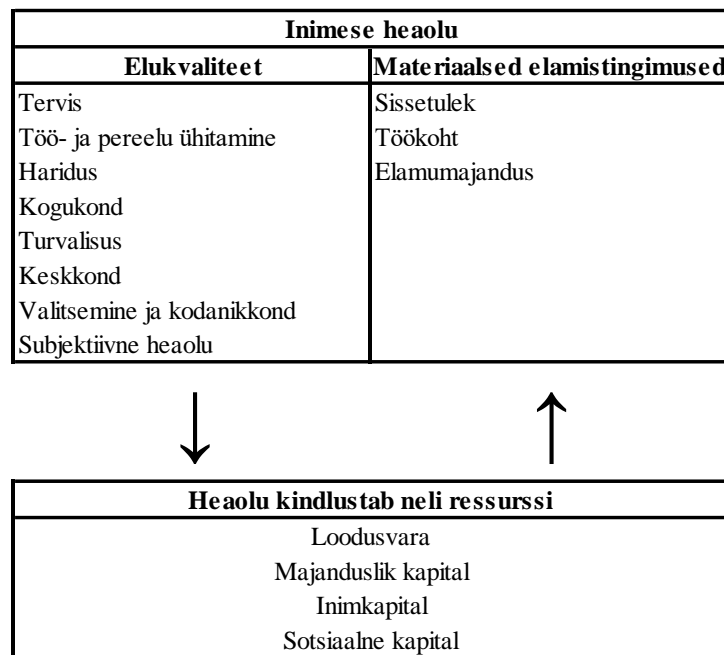 Inimese heaolu
Elukvaliteet
Materiaalsed elamistingimused
Tervis
Töö- ja pereelu ühitamine
Haridus
Kogukond
Turvalisus
Keskkond
Valitsemine ja kodanikkond
Subjektiivne heaolu
Sissetulek
Töökoht
Elamumajandus
Heaolu kindlustab neli ressurssi
Loodusvara
Majanduslik kapital
Inimkapital
Sotsiaalne kapital